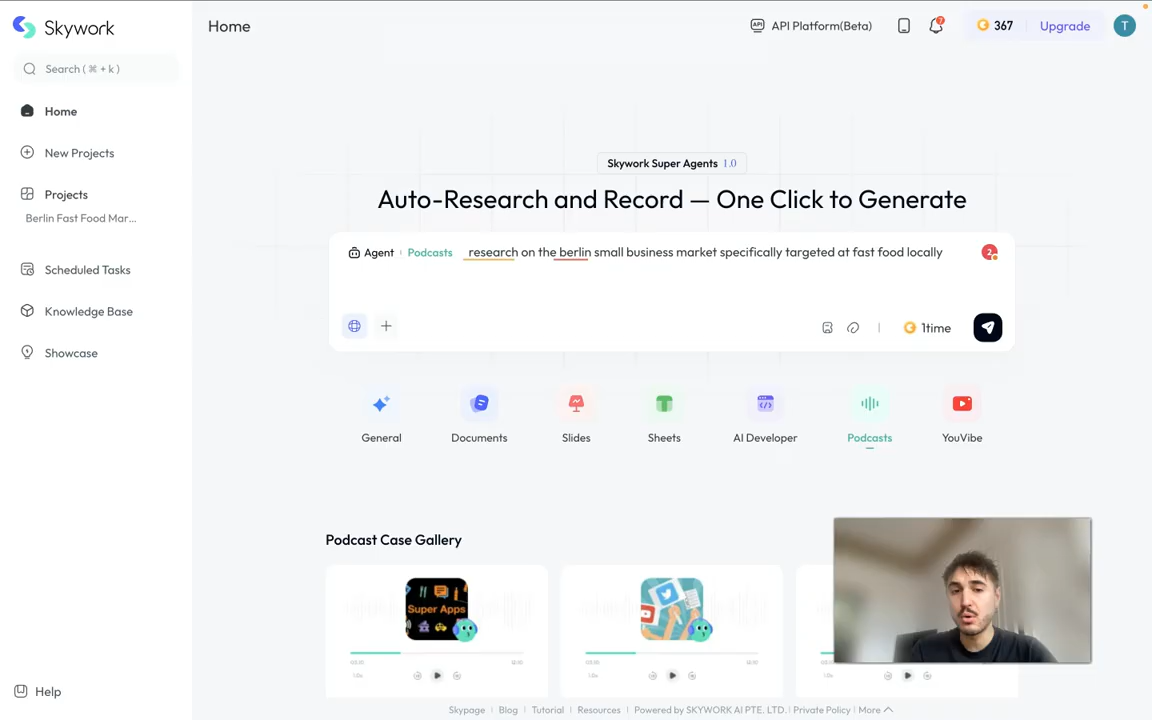 Skywork
Home
API Platform(Beta)
7
367
Upgrade
T
Search ( ⌘ + k )
Home
New Projects
Projects
Berlin Fast Food Mar...
Scheduled Tasks
Knowledge Base
Showcase
Help
Skywork Super Agents 1.0
Auto-Research and Record — One Click to Generate
Agent Podcasts research on the berlin small business market specifically targeted at fast food locally
2
1time
General
Documents
Slides
Sheets
AI Developer
Podcasts
YouVibe
Podcast Case Gallery
Super Apps
Skypage | Blog | Tutorial | Resources | Powered by SKYWORK AI PTE. LTD. | Private Policy | More